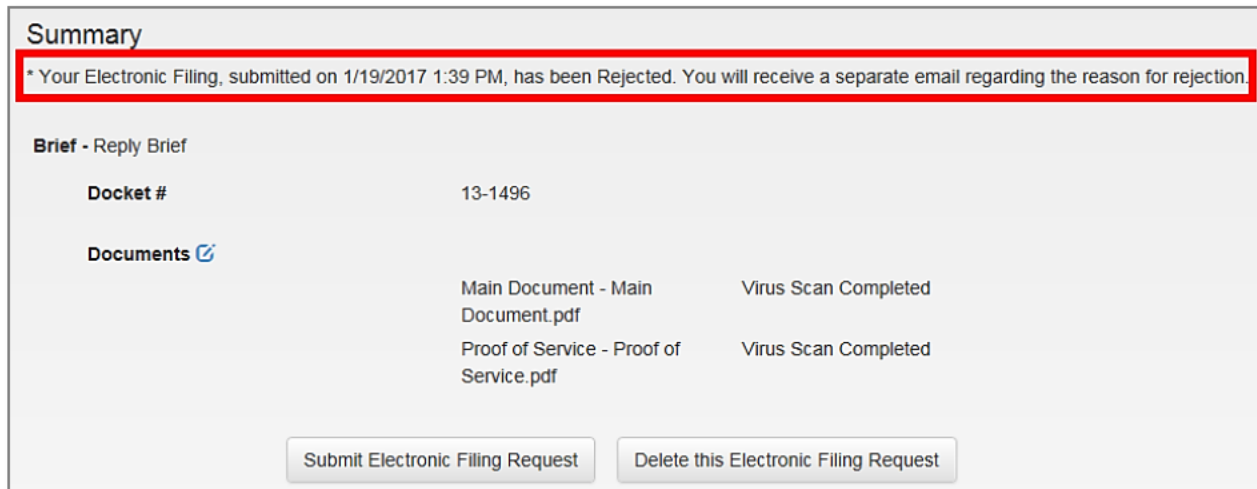 Summary
* Your Electronic Filing, submitted on 1/19/2017 1:39 PM, has been Rejected. You will receive a separate email regarding the reason for rejection.
Brief - Reply Brief
Docket # 13-1496
Documents
Main Document - Main Virus Scan Completed
Document.pdf
Proof of Service - Proof of Virus Scan Completed
Service.pdf
Submit Electronic Filing Request Delete this Electronic Filing Request